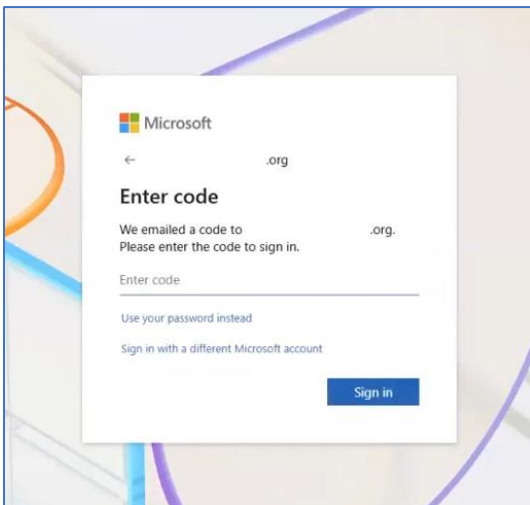 Microsoft
← .org
Enter code
We emailed a code to .org.
Please enter the code to sign in.
Enter code
Use your password instead
Sign in with a different Microsoft account
Sign in